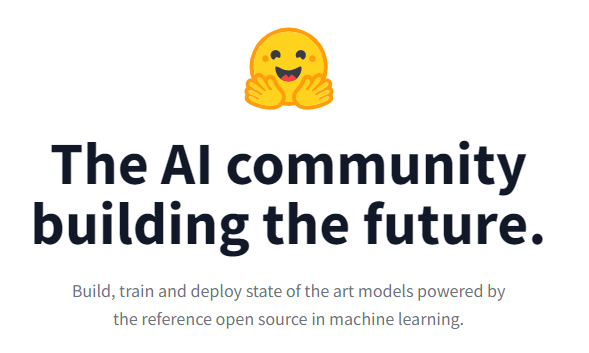 The AI community
building the future.
Build, train and deploy state of the art models powered by
the reference open source in machine learning.